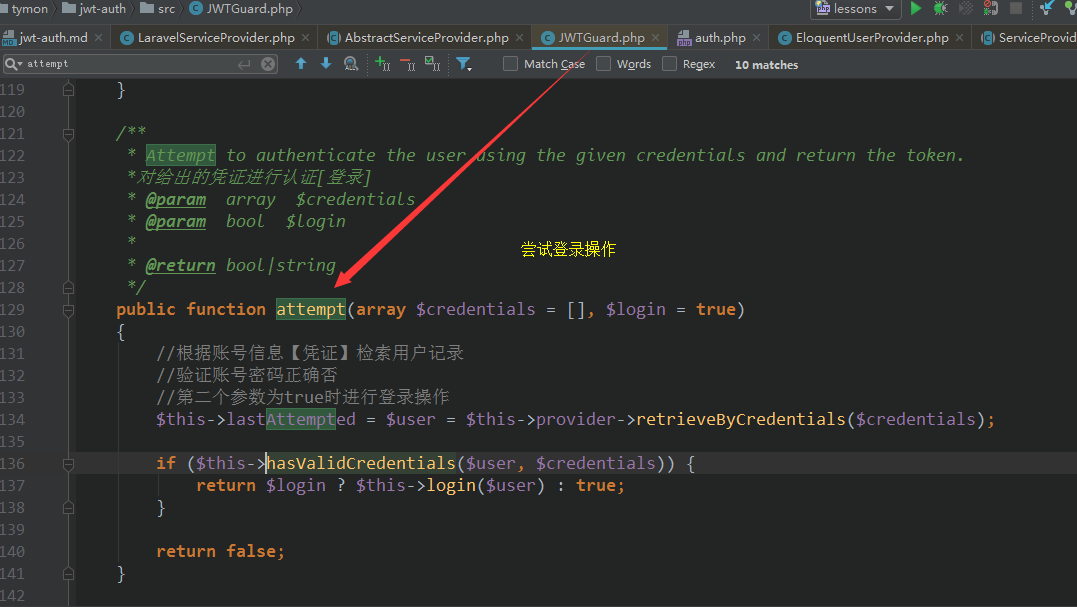 tymon jwt-auth src JWTGuard.php lessons
jwt-auth.md LaravelServiceProvider.php AbstractServiceProvider.php JWTGuard.php auth.php EloquentUserProvider.php ServiceProvid
attempt Match Case Words Regex 10 matches
119 }
120
121 /**
122 * Attempt to authenticate the user using the given credentials and return the token.
123 *对给出的凭证进行认证[登录]
124 * @param array $credentials
125 * @param bool $login
126 *
尝试登录操作
127 * @return bool|string
128 */
129 public function attempt(array $credentials = [], $login = true)
130 {
131 //根据账号信息【凭证】检索用户记录
132 //验证账号密码正确否
133 //第二个参数为true时进行登录操作
134 $this->lastAttempted = $user = $this->provider->retrieveByCredentials($credentials);
135
136 if ($this->hasValidCredentials($user, $credentials)) {
137 return $login ? $this->login($user) : true;
138 }
139
140 return false;
141 }
142